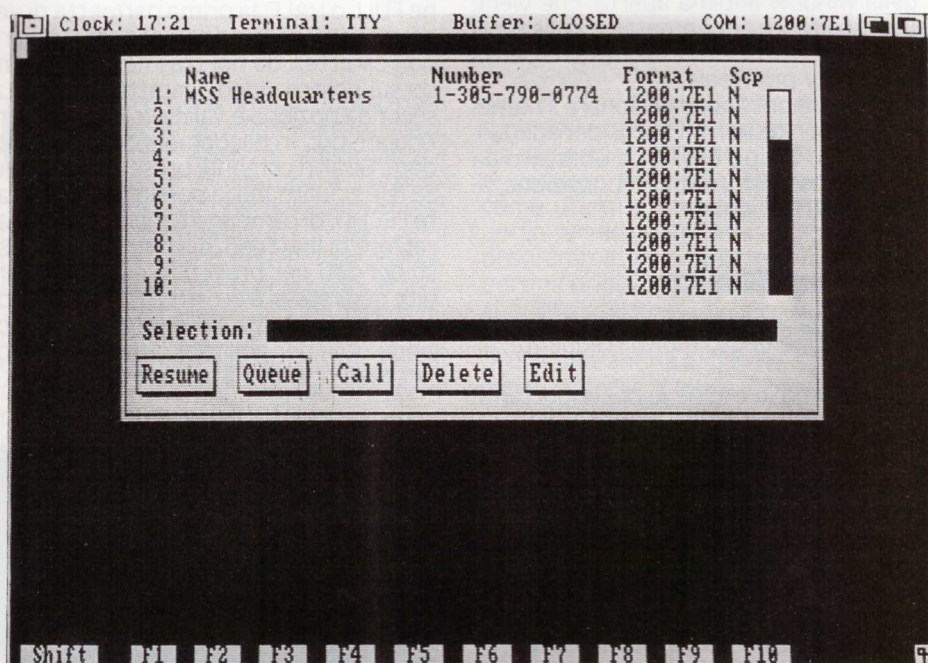 Clock: 17:21 Terminal: TTY Buffer: CLOSED COM: 1200:7E1
Name Number Format Scp
1: MSS Headquarters 1-305-790-0774 1200:7E1 N
2: 1200:7E1 N
3: 1200:7E1 N
4: 1200:7E1 N
5: 1200:7E1 N
6: 1200:7E1 N
7: 1200:7E1 N
8: 1200:7E1 N
9: 1200:7E1 N
10: 1200:7E1 N
Selection:
Resume Queue Call Delete Edit
Shift F1 F2 F3 F4 F5 F6 F7 F8 F9 F10